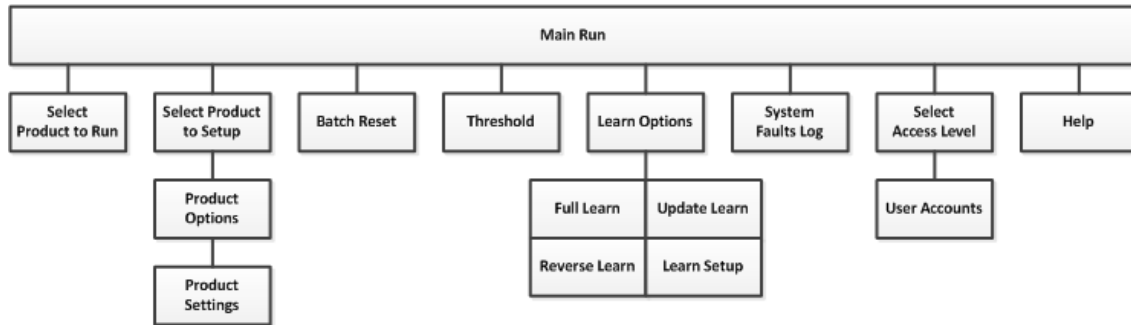 Main Run
Select
Product to Run
Select Product
to Setup
Batch Reset
Threshold
Learn Options
System
Faults Log
Select
Access Level
Help
Product
Options
Full Learn
Update Learn
User Accounts
Product
Settings
Reverse Learn
Learn Setup